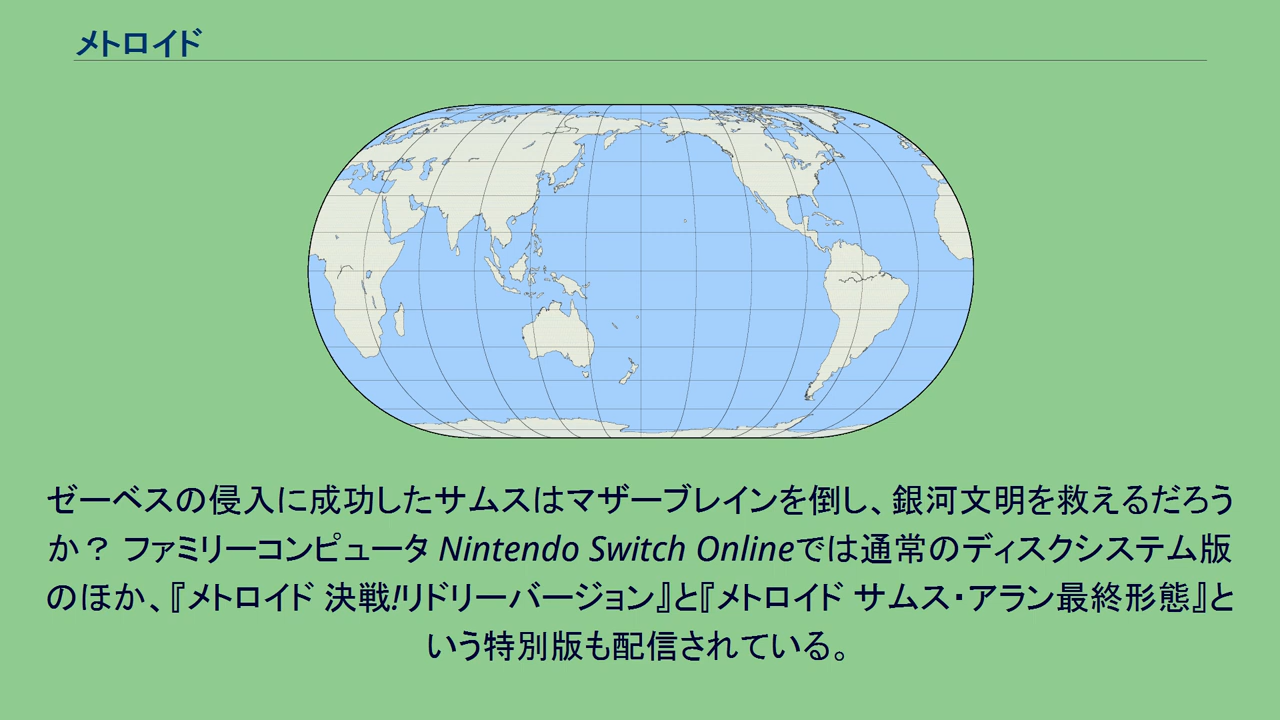 メトロイド
ゼーベスの侵入に成功したサムスはマザーブレインを倒し、銀河文明を救えるだろう
か? ファミリーコンピュータ Nintendo Switch Onlineでは通常のディスクシステム版
のほか、『メトロイド 決戦!リドリーバージョン』と『メトロイド サムス・アラン最終形態』と
いう特別版も配信されている。